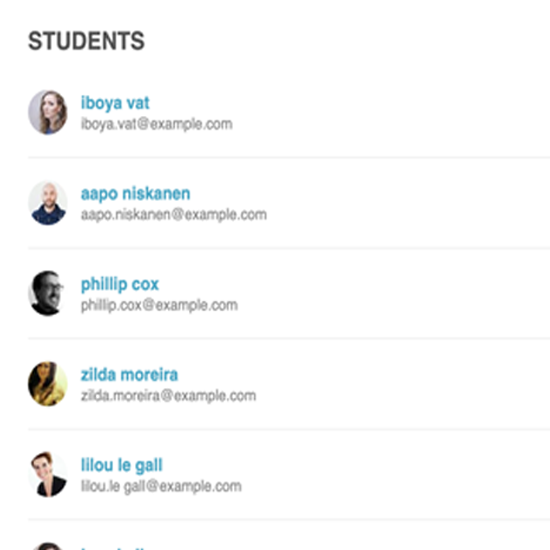 STUDENTS
iboya vat
iboya.vat@example.com
aapo niskanen
aapo.niskanen@example.com
phillip cox
phillip.cox@example.com
zilda moreira
zilda.moreira@example.com
lilou le gall
lilou.le gall@example.com